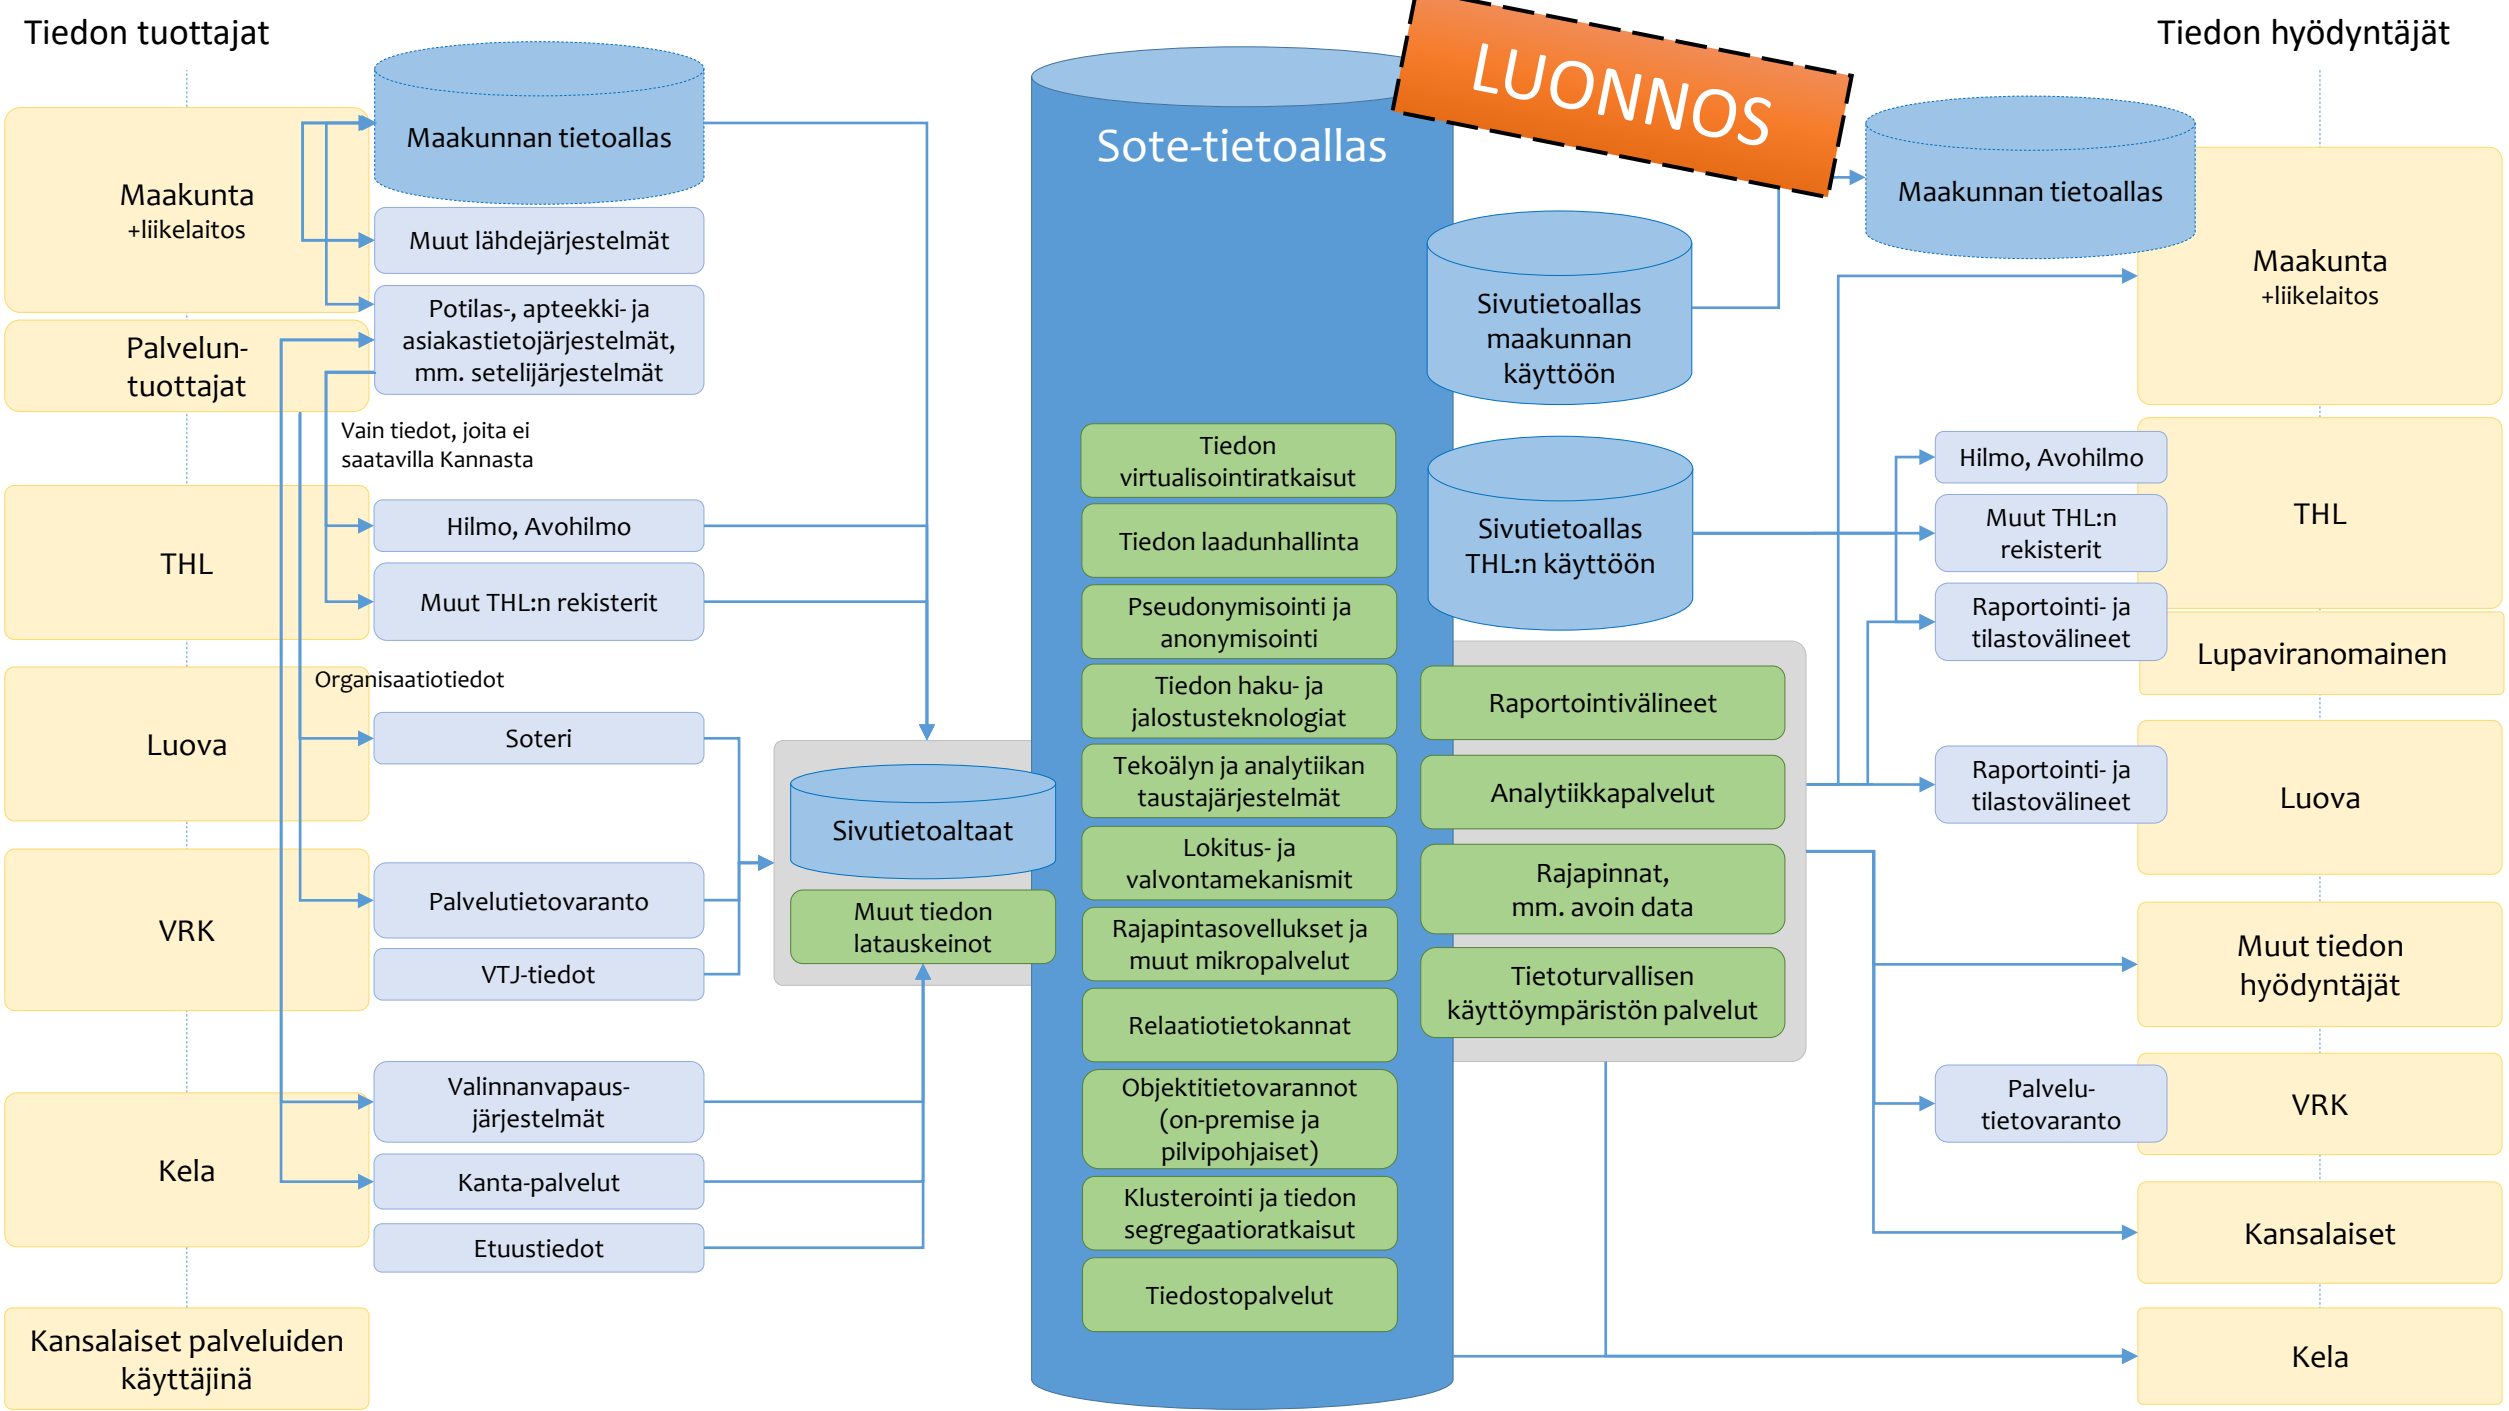 Tiedon tuottajat
Maakunta
+liikelaitos
Palvelun-
tuottajat
THL
Luova
VRK
Kela
Kansalaiset palveluiden
käyttäjinä
Maakunnan tietoallas
Muut lähdejärjestelmät
Potilas-, apteekki- ja
asiakastietojärjestelmät,
mm. setelijärjestelmät
Vain tiedot, joita ei
saatavilla Kannasta
Hilmo, Avohilmo
Muut THL:n rekisterit
Organisaatiotiedot
Soteri
Palvelutietovaranto
VTJ-tiedot
Valinnanvapaus-
järjestelmät
Kanta-palvelut
Etuustiedot
Sivutietoaltaat
Muut tiedon
latauskeinot
Sote-tietoallas
Tiedon
virtualisointiratkaisut
Tiedon laadunhallinta
Pseudonymisointi ja
anonymisointi
Tiedon haku- ja
jalostusteknologiat
Tekoälyn ja analytiikan
taustajärjestelmät
Lokitus- ja
valvontamekanismit
Rajapintasovellukset ja
muut mikropalvelut
Relaatiotietokannat
Objektitietovarannot
(on-premise ja
pilvipohjaiset)
Klusterointi ja tiedon
segregaatioratkaisut
Tiedostopalvelut
LUONNOS
Sivutietoallas
maakunnan
käyttöön
Sivutietoallas
THL:n käyttöön
Raportointivälineet
Analytiikkapalvelut
Rajapinnat,
mm. avoin data
Tietoturvallisen
käyttöympäristön palvelut
Tiedon hyödyntäjät
Maakunnan tietoallas
Maakunta
+liikelaitos
Hilmo, Avohilmo
Muut THL:n
rekisterit
Raportointi- ja
tilastovälineet
THL
Lupaviranomainen
Raportointi- ja
tilastovälineet
Luova
Muut tiedon
hyödyntäjät
Palvelu-
tietovaranto
VRK
Kansalaiset
Kela